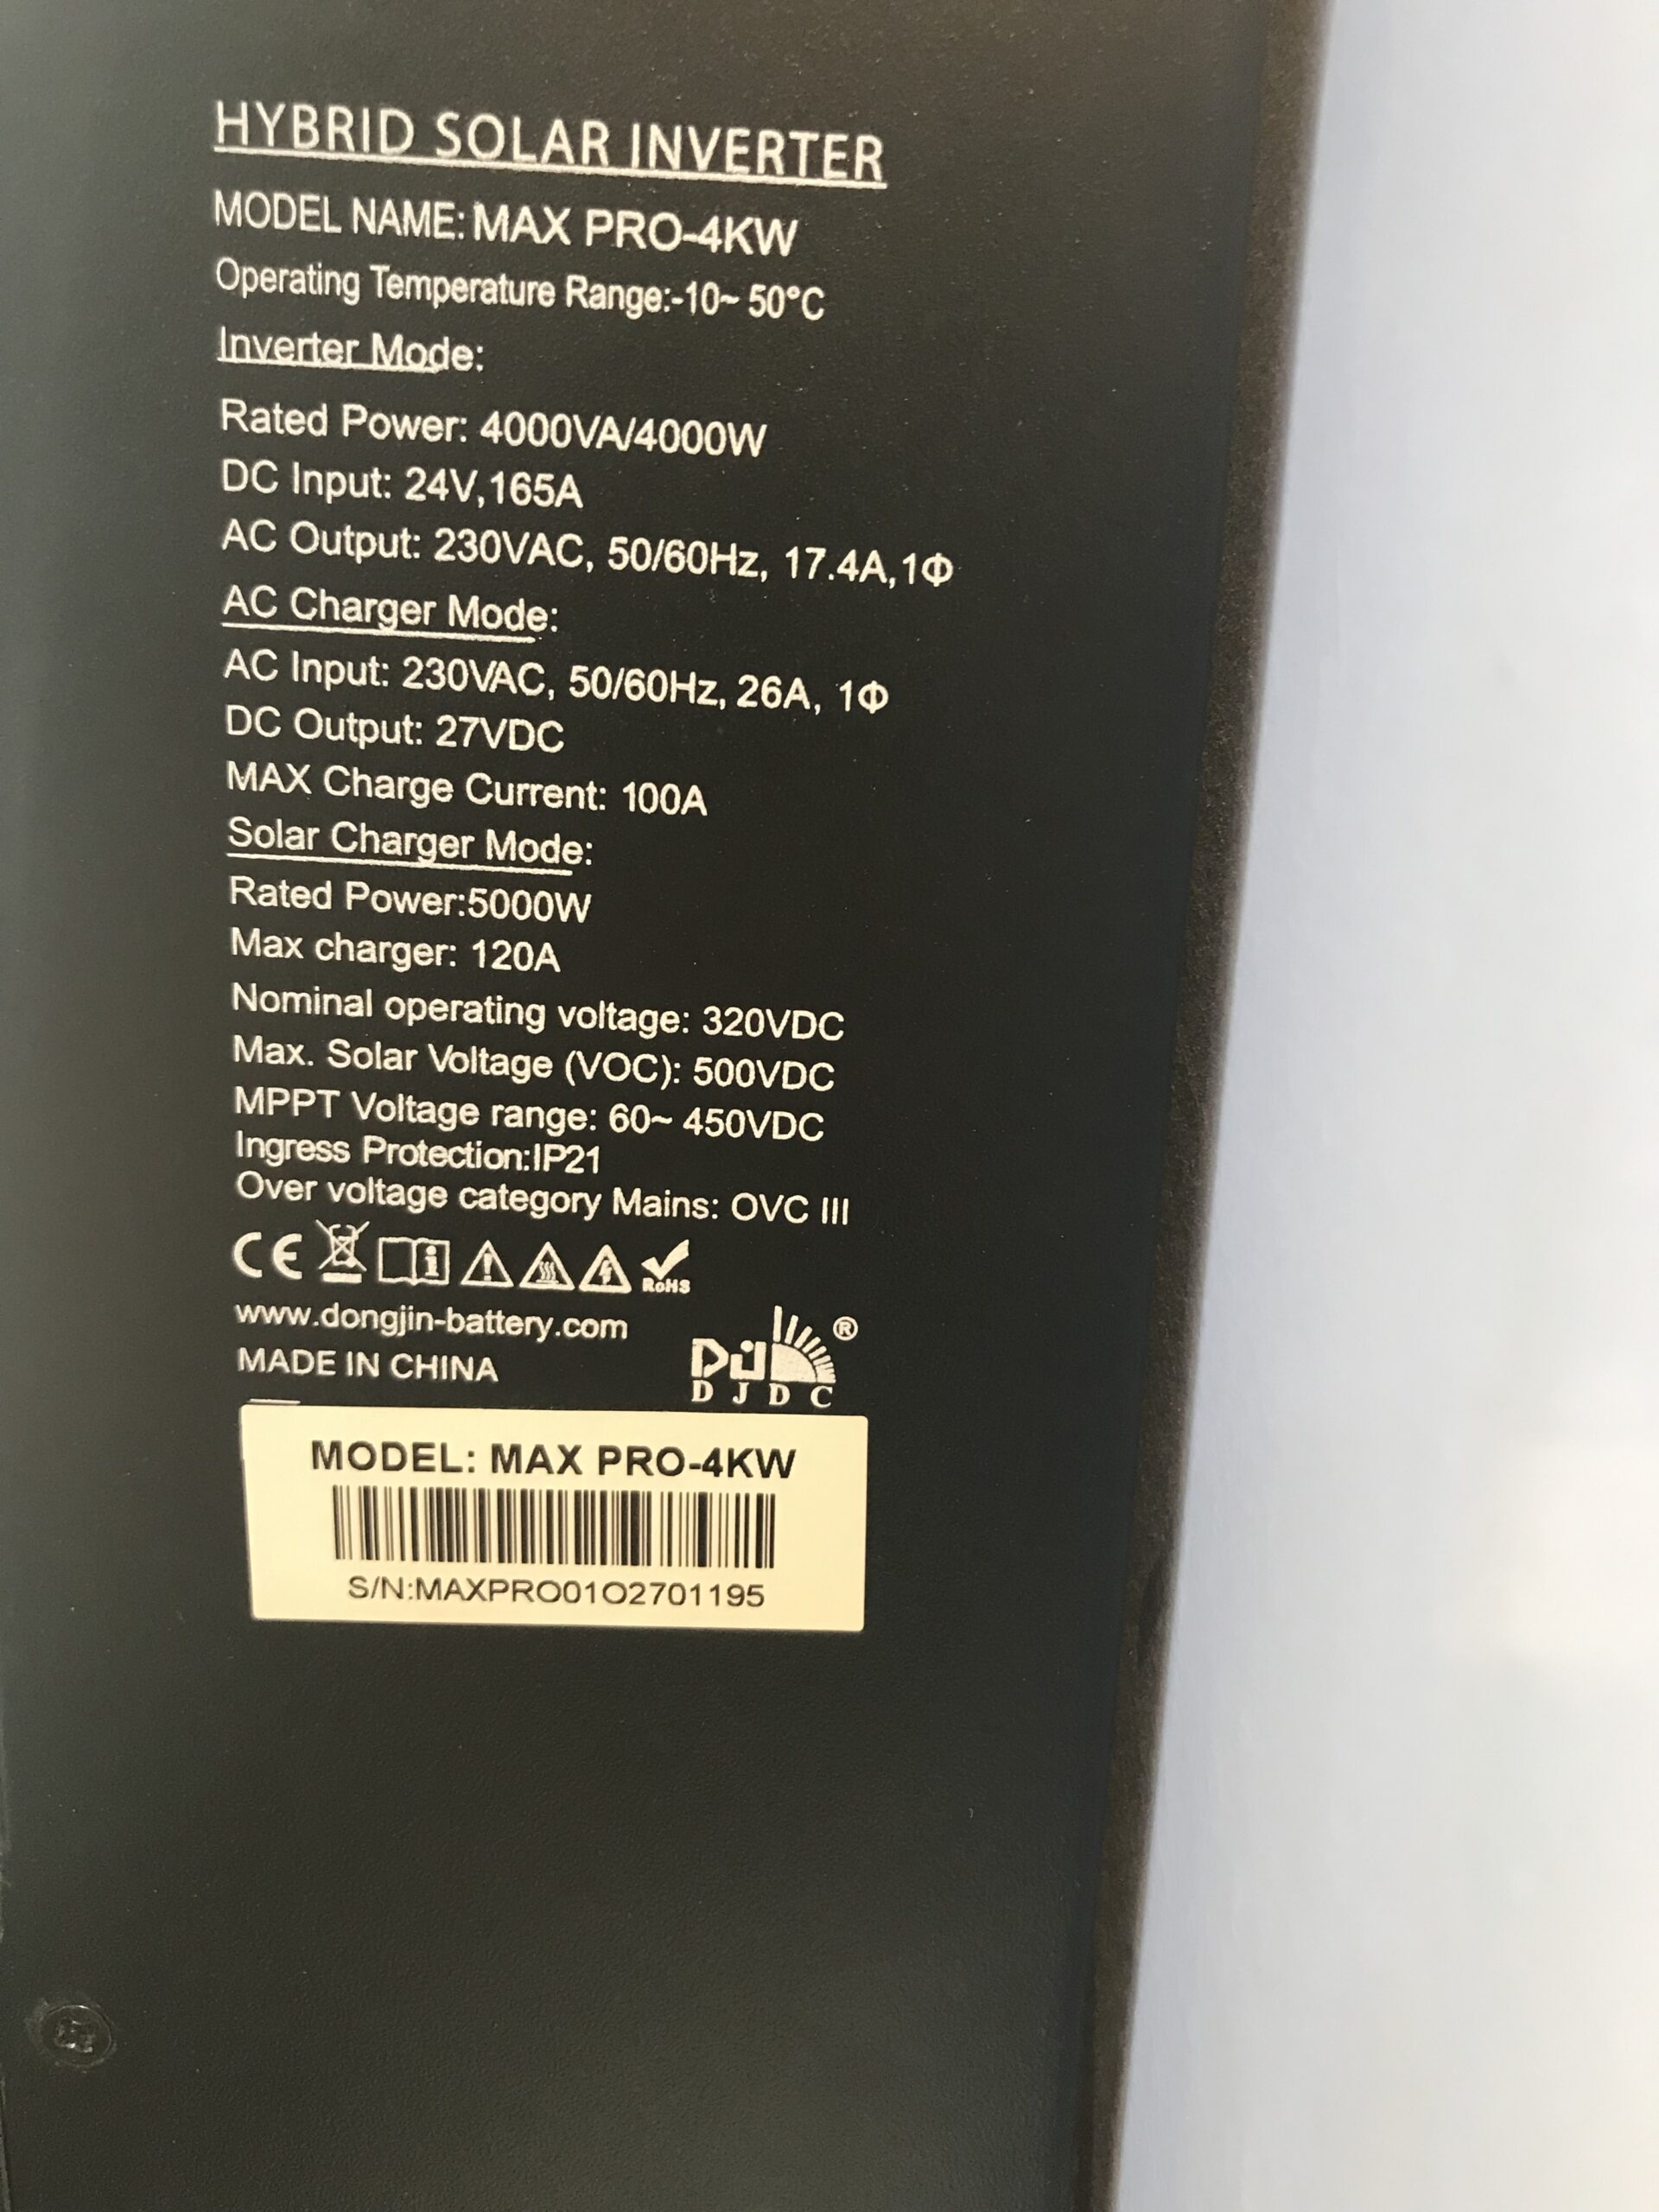 HYBRID SOLAR INVERTER
MODEL NAME: MAX PRO-4KW
Operating Temperature Range:-10~ 50°C
Inverter Mode:
Rated Power: 4000VA/4000W
DC Input: 24V,165A
AC Output: 230VAC, 50/60Hz, 17.4A,1Φ
AC Charger Mode:
AC Input: 230VAC, 50/60Hz, 26A, 1Φ
DC Output: 27VDC
MAX Charge Current: 100A
Solar Charger Mode:
Rated Power:5000W
Max charger: 120A
Nominal operating voltage: 320VDC
Max. Solar Voltage (VOC): 500VDC
MPPT Voltage range: 60~ 450VDC
Ingress Protection:IP21
Over voltage category Mains: OVC III
CE RoHS
www.dongjin-battery.com
MADE IN CHINA
DJD ®
D J D C
MODEL: MAX PRO-4KW
S/N:MAXPRO01O2701195